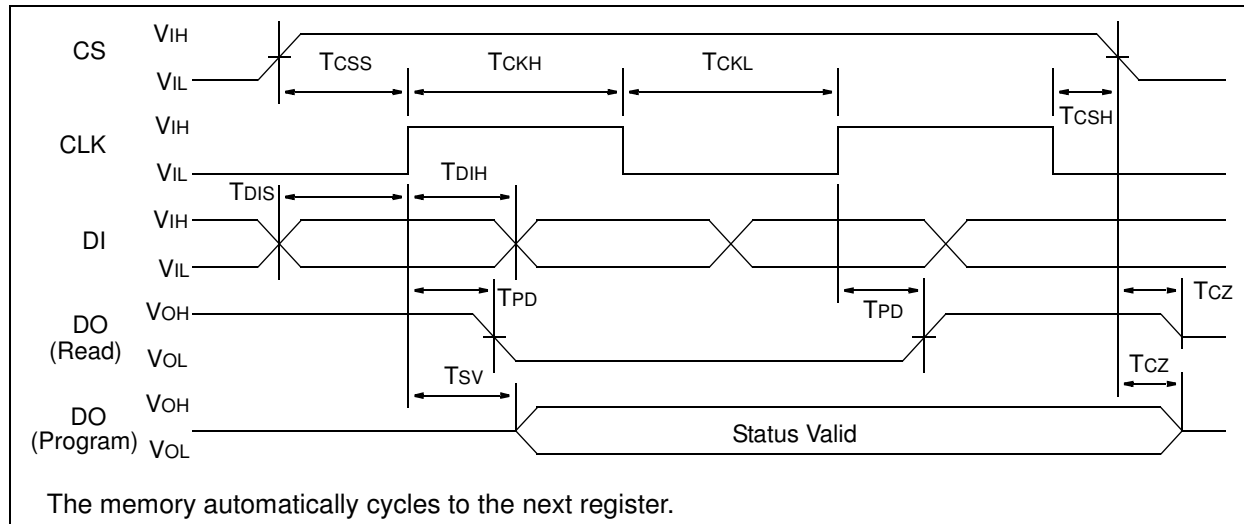 CS
VIH
VIL
TCSS
TCKH
TCKL
TCSH
CLK
VIH
VIL
TDIS
TDIH
DI
VIH
VIL
TPD
TPD
TCZ
DO
(Read)
VOH
VOL
TSV
TCZ
DO
(Program)
VOH
VOL
Status Valid
The memory automatically cycles to the next register.